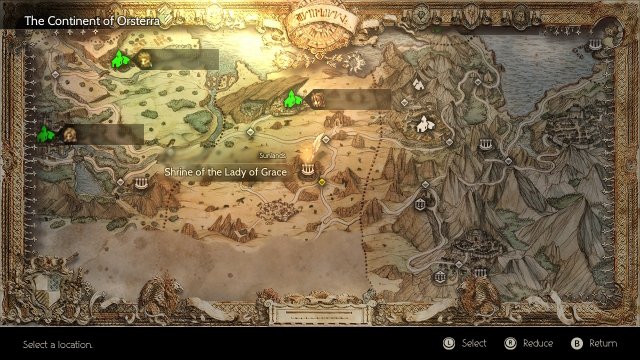 The Continent of Orsterra
Sunlands
Shrine of the Lady of Grace
Select a location.
L Select
R Reduce
B Return